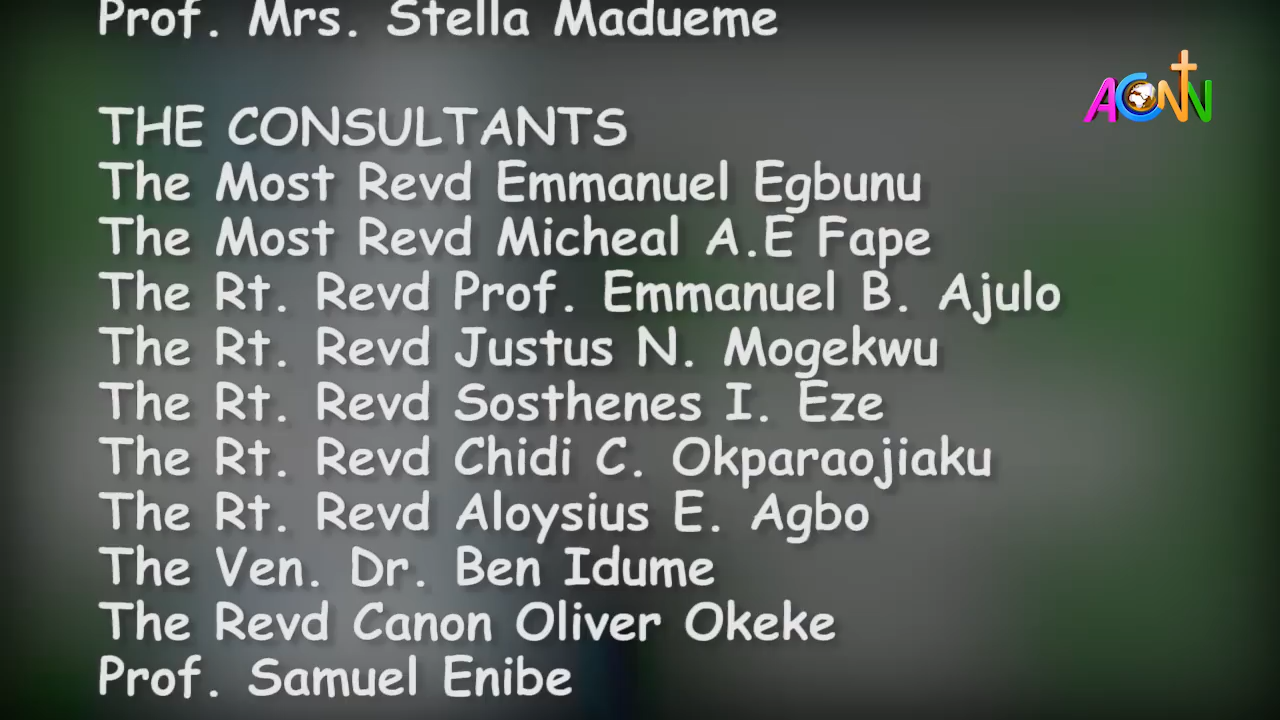 Prof. Mrs. Stella Madueme
ACNN
THE CONSULTANTS
The Most Revd Emmanuel Egbunu
The Most Revd Micheal A.E Fape
The Rt. Revd Prof. Emmanuel B. Ajulo
The Rt. Revd Justus N. Mogekwu
The Rt. Revd Sosthenes I. Eze
The Rt. Revd Chidi C. Okparaojiaku
The Rt. Revd Aloysius E. Agbo
The Ven. Dr. Ben Idume
The Revd Canon Oliver Okeke
Prof. Samuel Enibe